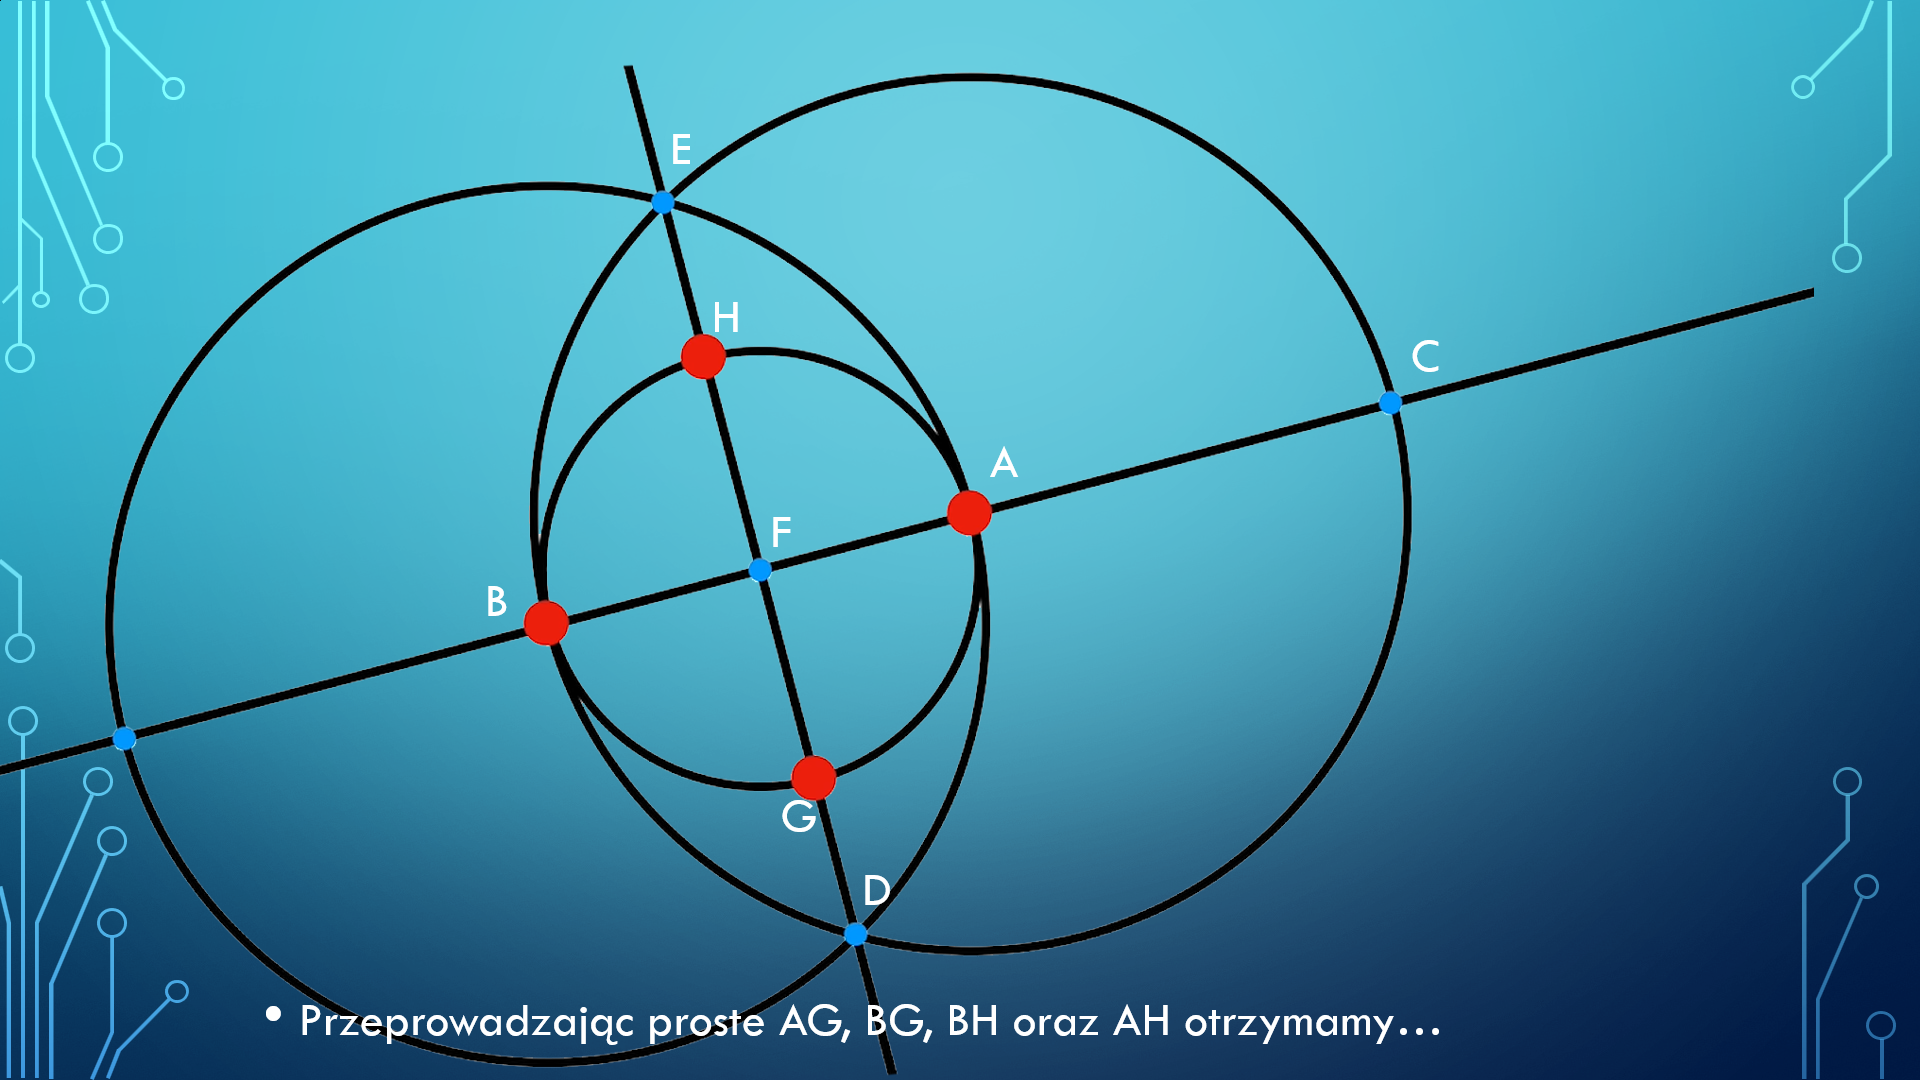 E
H
C
A
F
B
G
D
• Przeprowadzając proste AG, BG, BH oraz AH otrzymamy…